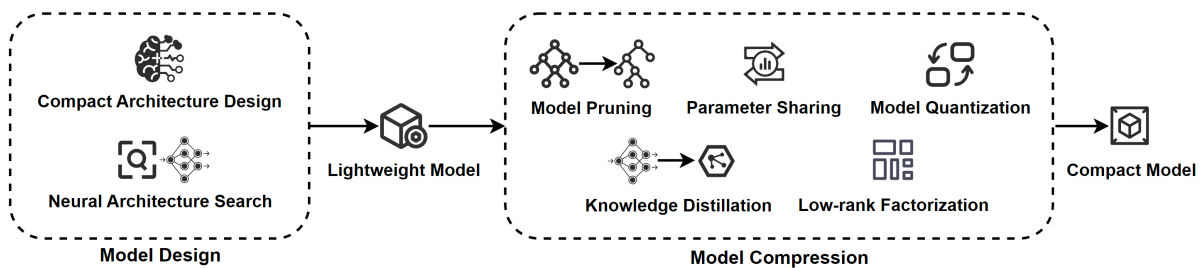 Compact Architecture Design
Neural Architecture Search
Model Design
Lightweight Model
Model Pruning
Parameter Sharing
Model Quantization
Knowledge Distillation
Low-rank Factorization
Model Compression
Compact Model